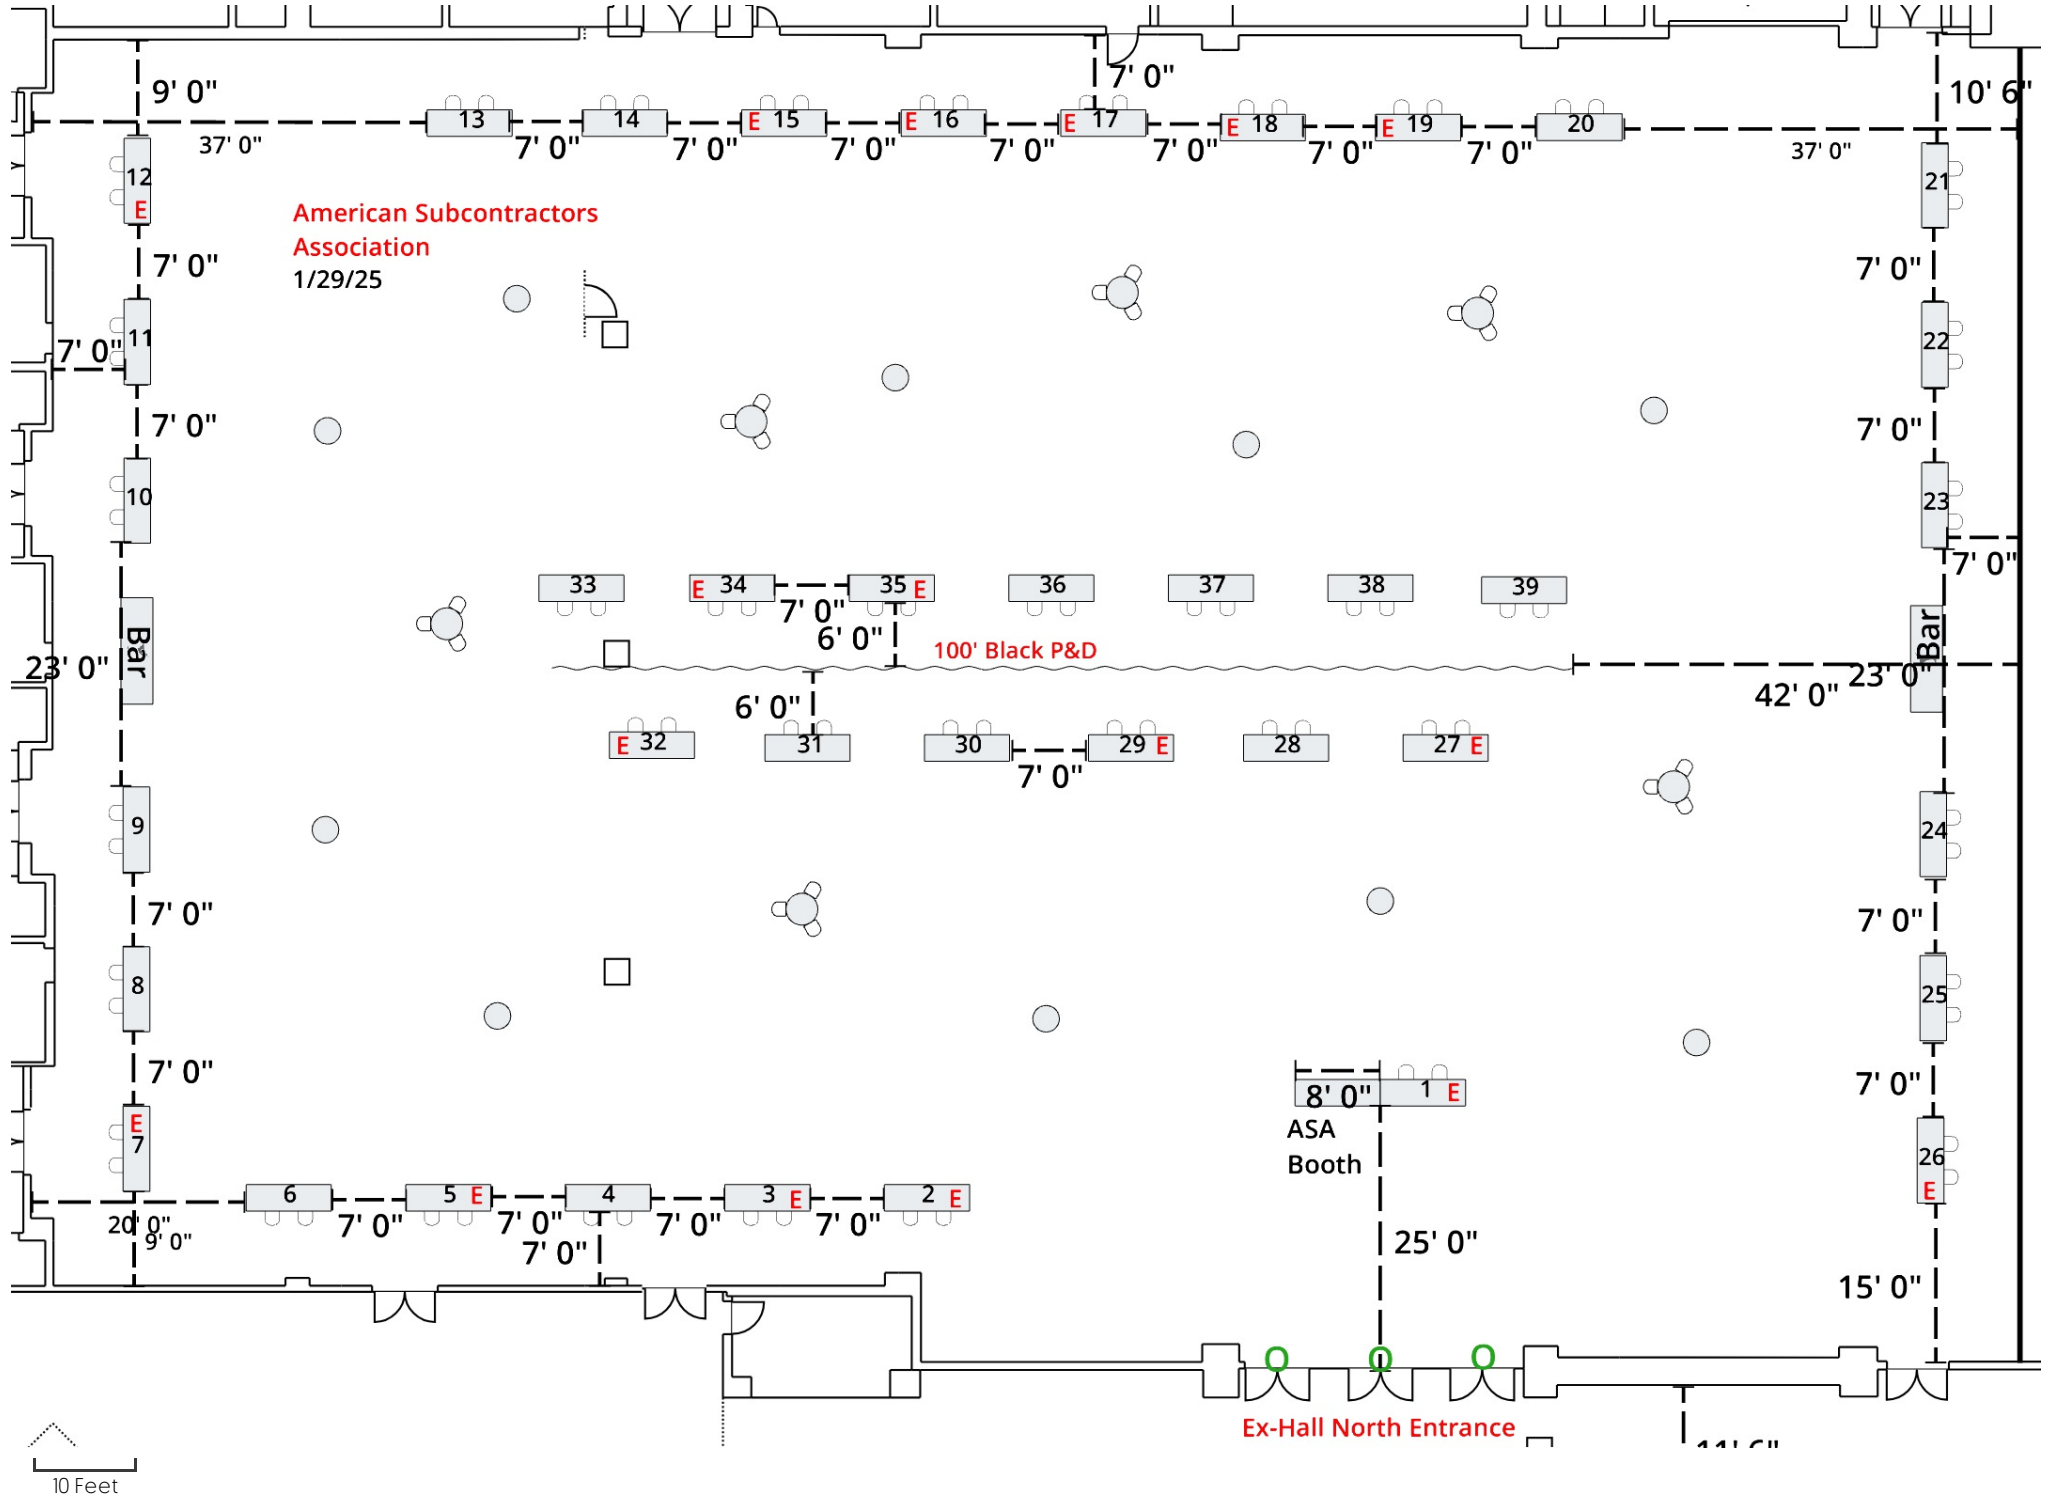 9' 0"
7' 0"
10' 6"
13
14
E 15
E 16
E 17
E 18
E 19
20
37' 0"
7' 0"
7' 0"
7' 0"
7' 0"
7' 0"
7' 0"
7' 0"
37' 0"
12
E
21
American Subcontractors
Association
1/29/25
7' 0"
7' 0"
11
22
7' 0"
7' 0"
7' 0"
10
23
7' 0"
33
E 34
35 E
36
37
38
39
7' 0"
6' 0"
100' Black P&D
Bar
Bar
23' 0"
23' 0"
42' 0"
6' 0"
E 32
31
30
29 E
28
27 E
7' 0"
9
24
7' 0"
7' 0"
8
25
7' 0"
7' 0"
8' 0"
1 E
E
7
ASA
Booth
26
E
6
5 E
4
3 E
2 E
20' 0"
7' 0"
7' 0"
7' 0"
7' 0"
9' 0"
7' 0"
25' 0"
15' 0"
O
O
O
Ex-Hall North Entrance
11' 6"
10 Feet